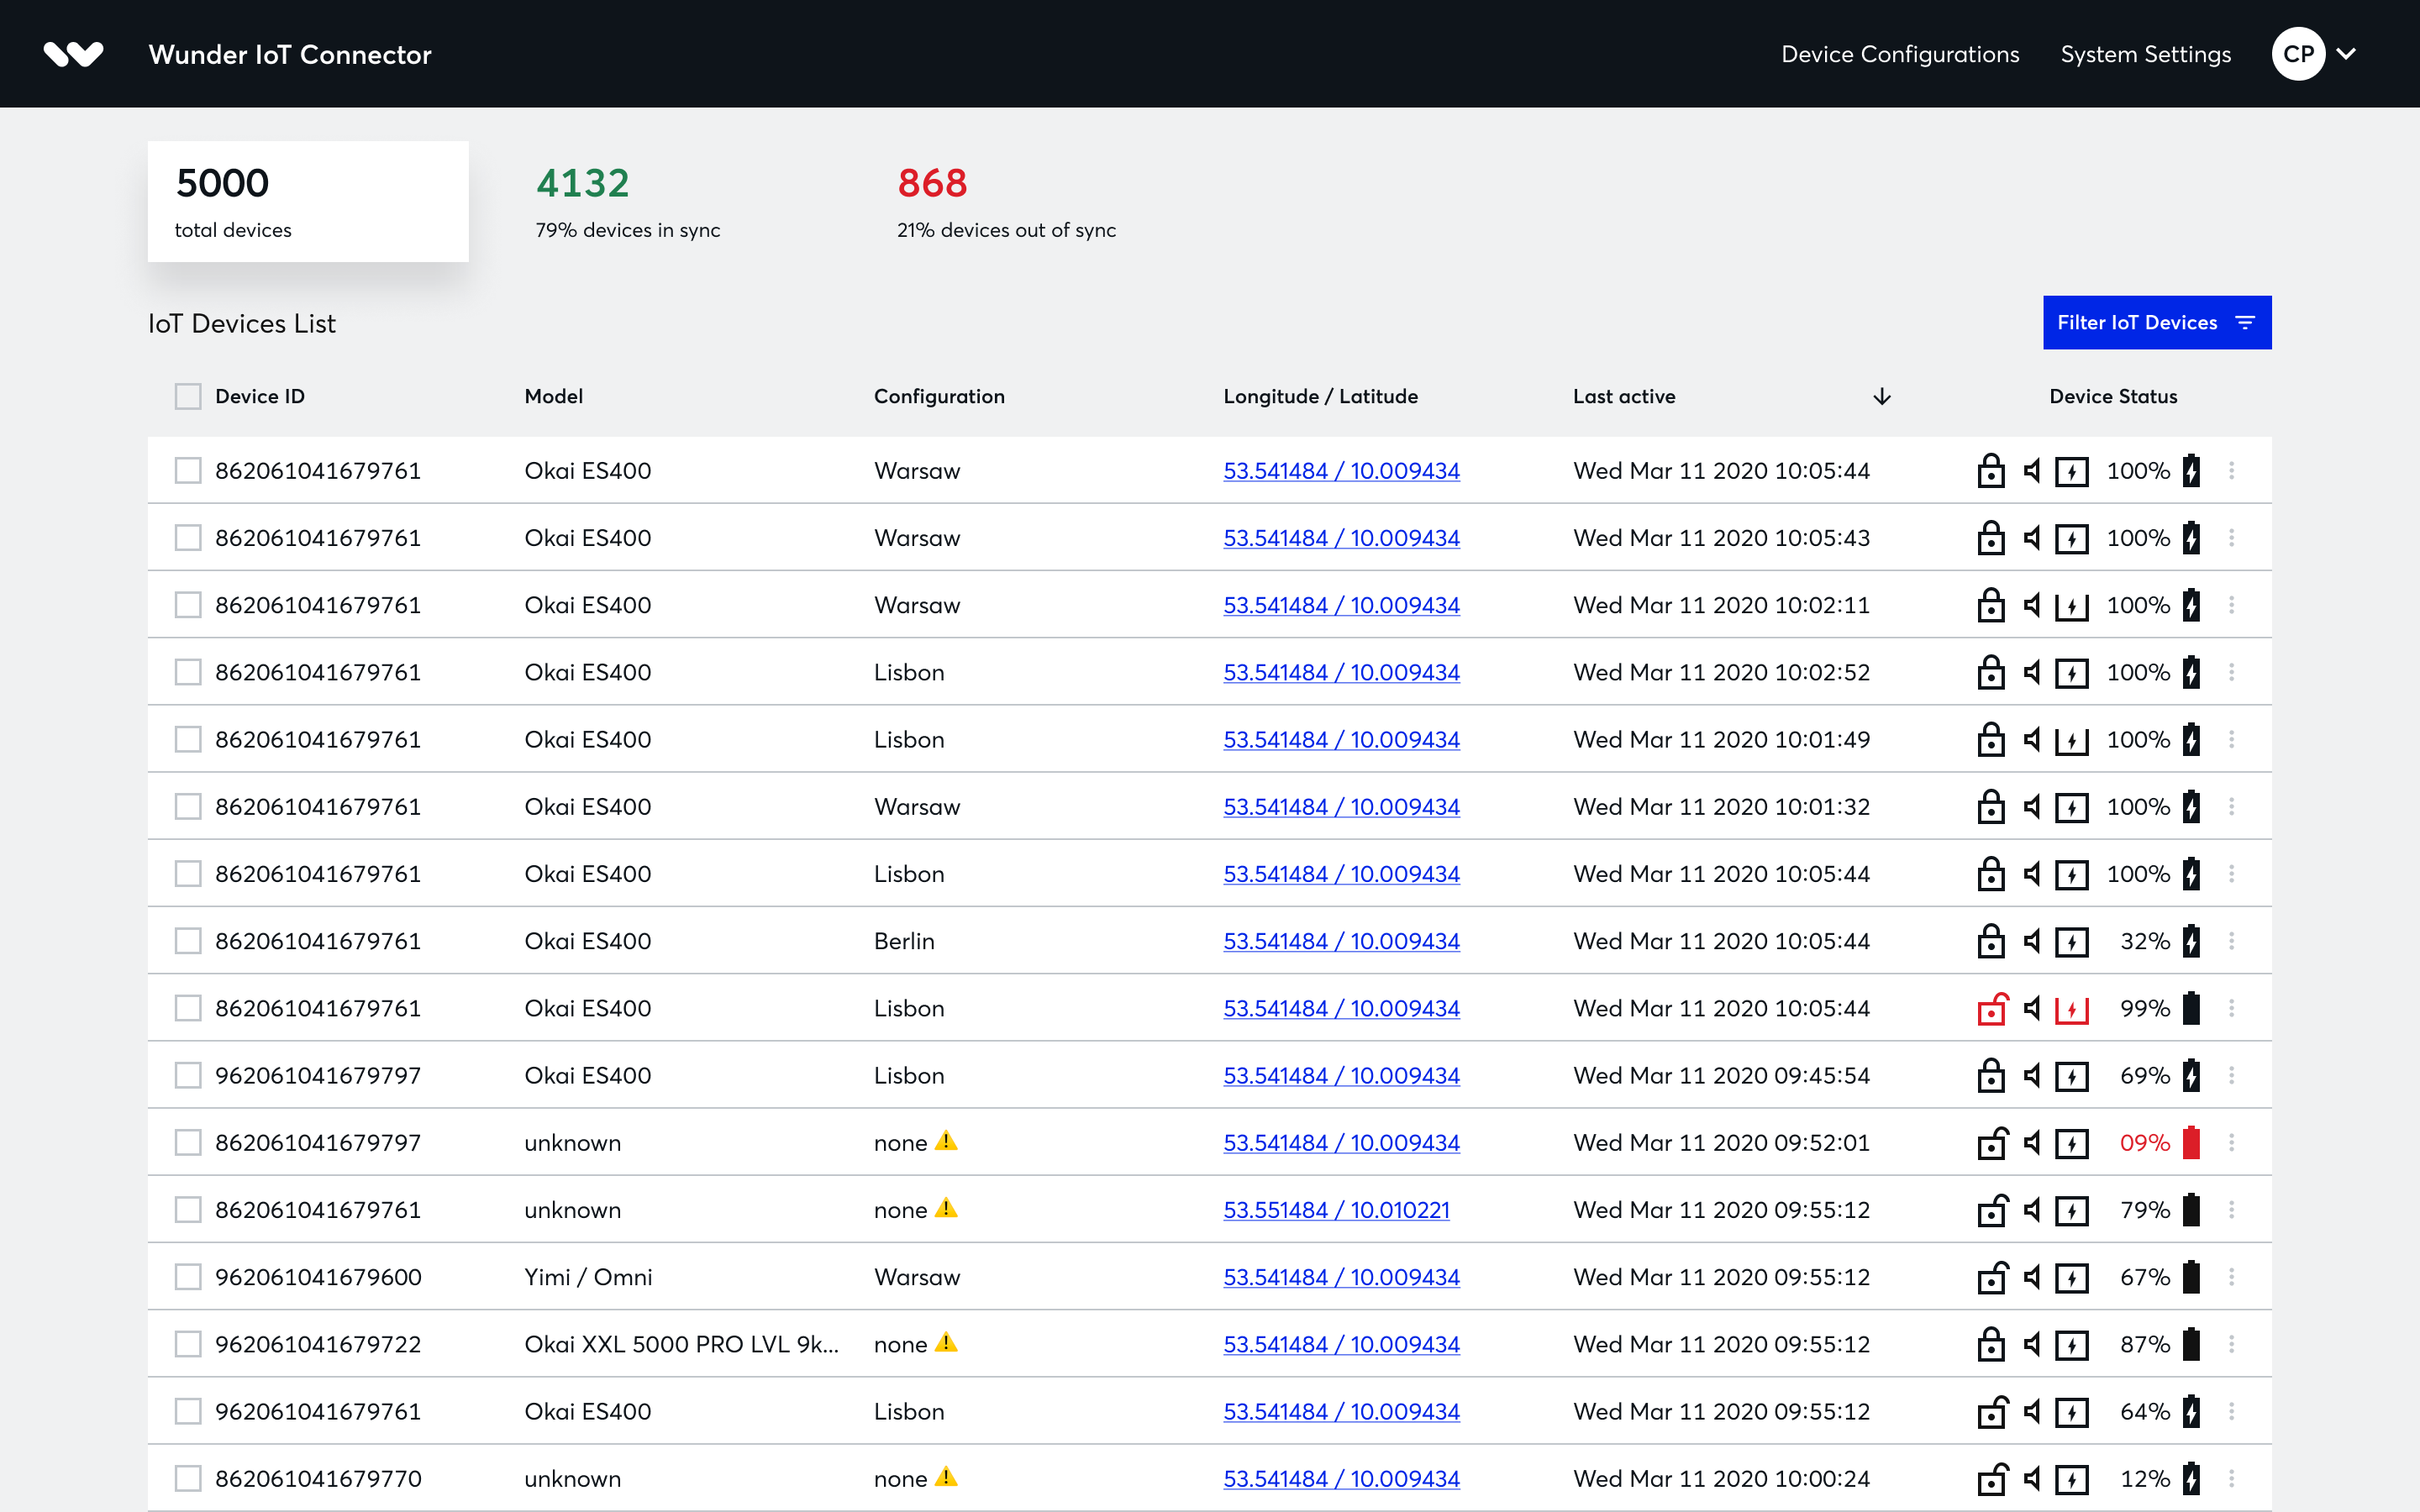 Wunder IoT Connector
Device Configurations System Settings CP
5000 4132 868
total devices 79% devices in sync 21% devices out of sync
IoT Devices List Filter IoT Devices
Device ID Model Configuration Longitude / Latitude Last active Device Status
862061041679761 Okai ES400 Warsaw 53.541484 / 10.009434 Wed Mar 11 2020 10:05:44 100%
862061041679761 Okai ES400 Warsaw 53.541484 / 10.009434 Wed Mar 11 2020 10:05:43 100%
862061041679761 Okai ES400 Warsaw 53.541484 / 10.009434 Wed Mar 11 2020 10:02:11 100%
862061041679761 Okai ES400 Lisbon 53.541484 / 10.009434 Wed Mar 11 2020 10:02:52 100%
862061041679761 Okai ES400 Lisbon 53.541484 / 10.009434 Wed Mar 11 2020 10:01:49 100%
862061041679761 Okai ES400 Warsaw 53.541484 / 10.009434 Wed Mar 11 2020 10:01:32 100%
862061041679761 Okai ES400 Lisbon 53.541484 / 10.009434 Wed Mar 11 2020 10:05:44 100%
862061041679761 Okai ES400 Berlin 53.541484 / 10.009434 Wed Mar 11 2020 10:05:44 32%
862061041679761 Okai ES400 Lisbon 53.541484 / 10.009434 Wed Mar 11 2020 10:05:44 99%
962061041679797 Okai ES400 Lisbon 53.541484 / 10.009434 Wed Mar 11 2020 09:45:54 69%
862061041679797 unknown none 53.541484 / 10.009434 Wed Mar 11 2020 09:52:01 09%
862061041679761 unknown none 53.551484 / 10.010221 Wed Mar 11 2020 09:55:12 79%
962061041679600 Yimi / Omni Warsaw 53.541484 / 10.009434 Wed Mar 11 2020 09:55:12 67%
962061041679722 Okai XXL 5000 PRO LVL 9k... none 53.541484 / 10.009434 Wed Mar 11 2020 09:55:12 87%
962061041679761 Okai ES400 Lisbon 53.541484 / 10.009434 Wed Mar 11 2020 09:55:12 64%
862061041679770 unknown none 53.541484 / 10.009434 Wed Mar 11 2020 10:00:24 12%